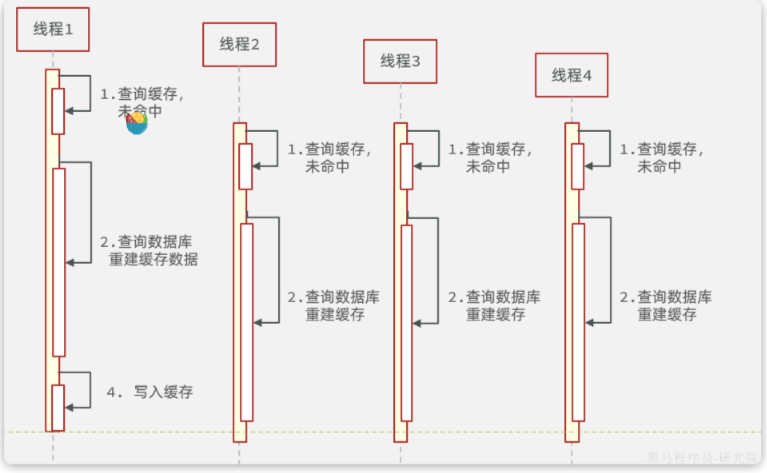 线程1
线程2
线程3
线程4
1.查询缓存,
未命中
1.查询缓存,
未命中
1.查询缓存,
未命中
1.查询缓存,
未命中
2.查询数据库
重建缓存数据
2.查询数据库
重建缓存
2.查询数据库
重建缓存
2.查询数据库
重建缓存
4. 写入缓存
黑马程序员-研究院